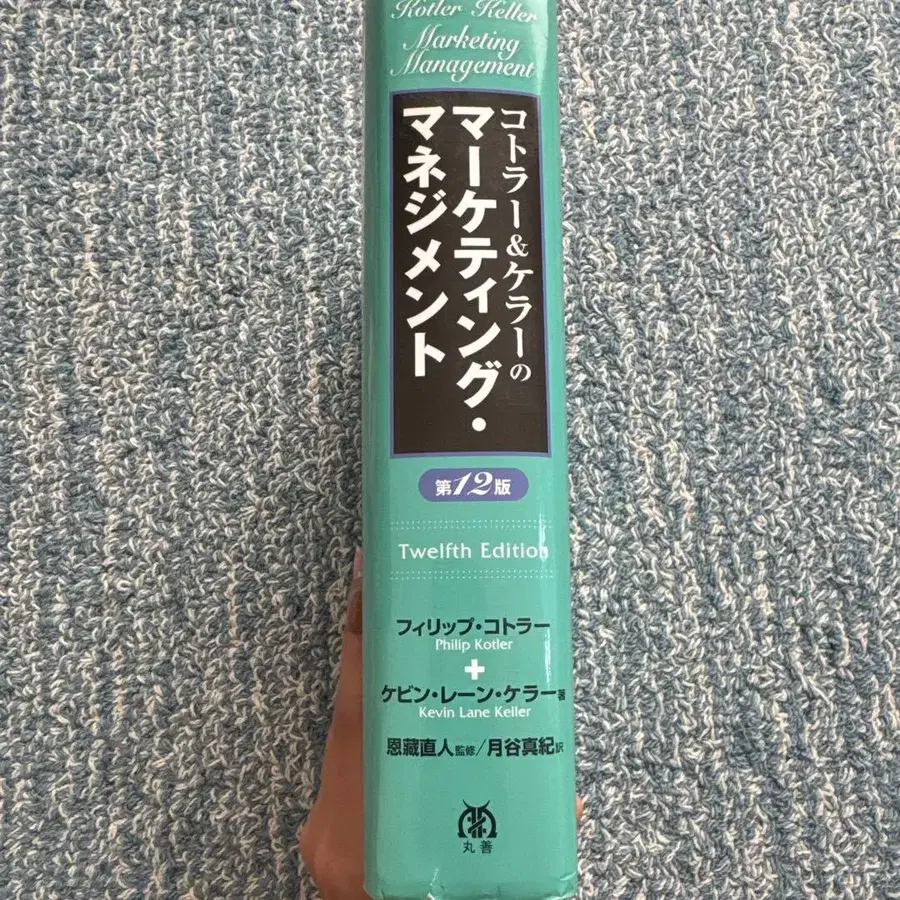 Kotler Keller
Marketing
Management
コトラー&ケラーの
マーケティング・
マネジメント
第12版
Twelfth Edition
フィリップ・コトラー
Philip Kotler
+
ケビン・レーン・ケラー 著
Kevin Lane Keller
恩藏直人 監修/月谷真紀 訳
丸善